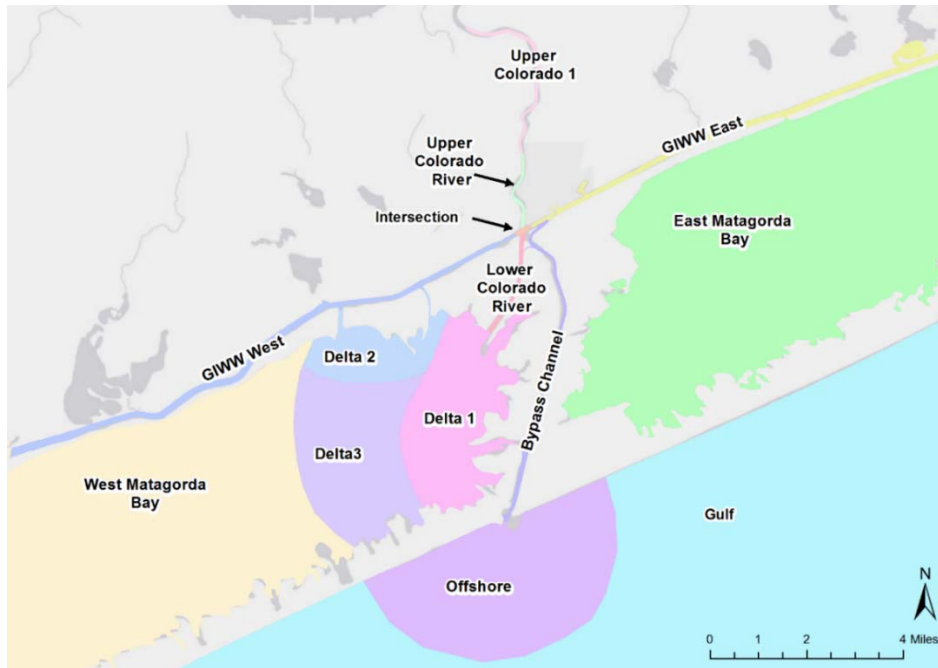 Upper
Colorado 1
GIWW East
Upper
Colorado
River
Intersection
East Matagorda
Bay
Lower
Colorado
River
GIWW West
Delta 2
Delta 1
Bypass Channel
Delta3
West Matagorda
Bay
Gulf
Offshore
N
0 1 2 4 Miles